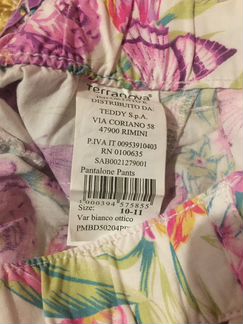 terranova
DISTRIBUTO DA:
TEDDY S.p.A.
VIA CORIANO 58
47900 RIMINI
P.IVA IT 00953910403
RN 0100635
SAB0021279001
Pantalone Pants
Size: 10-11
Var bianco ottico